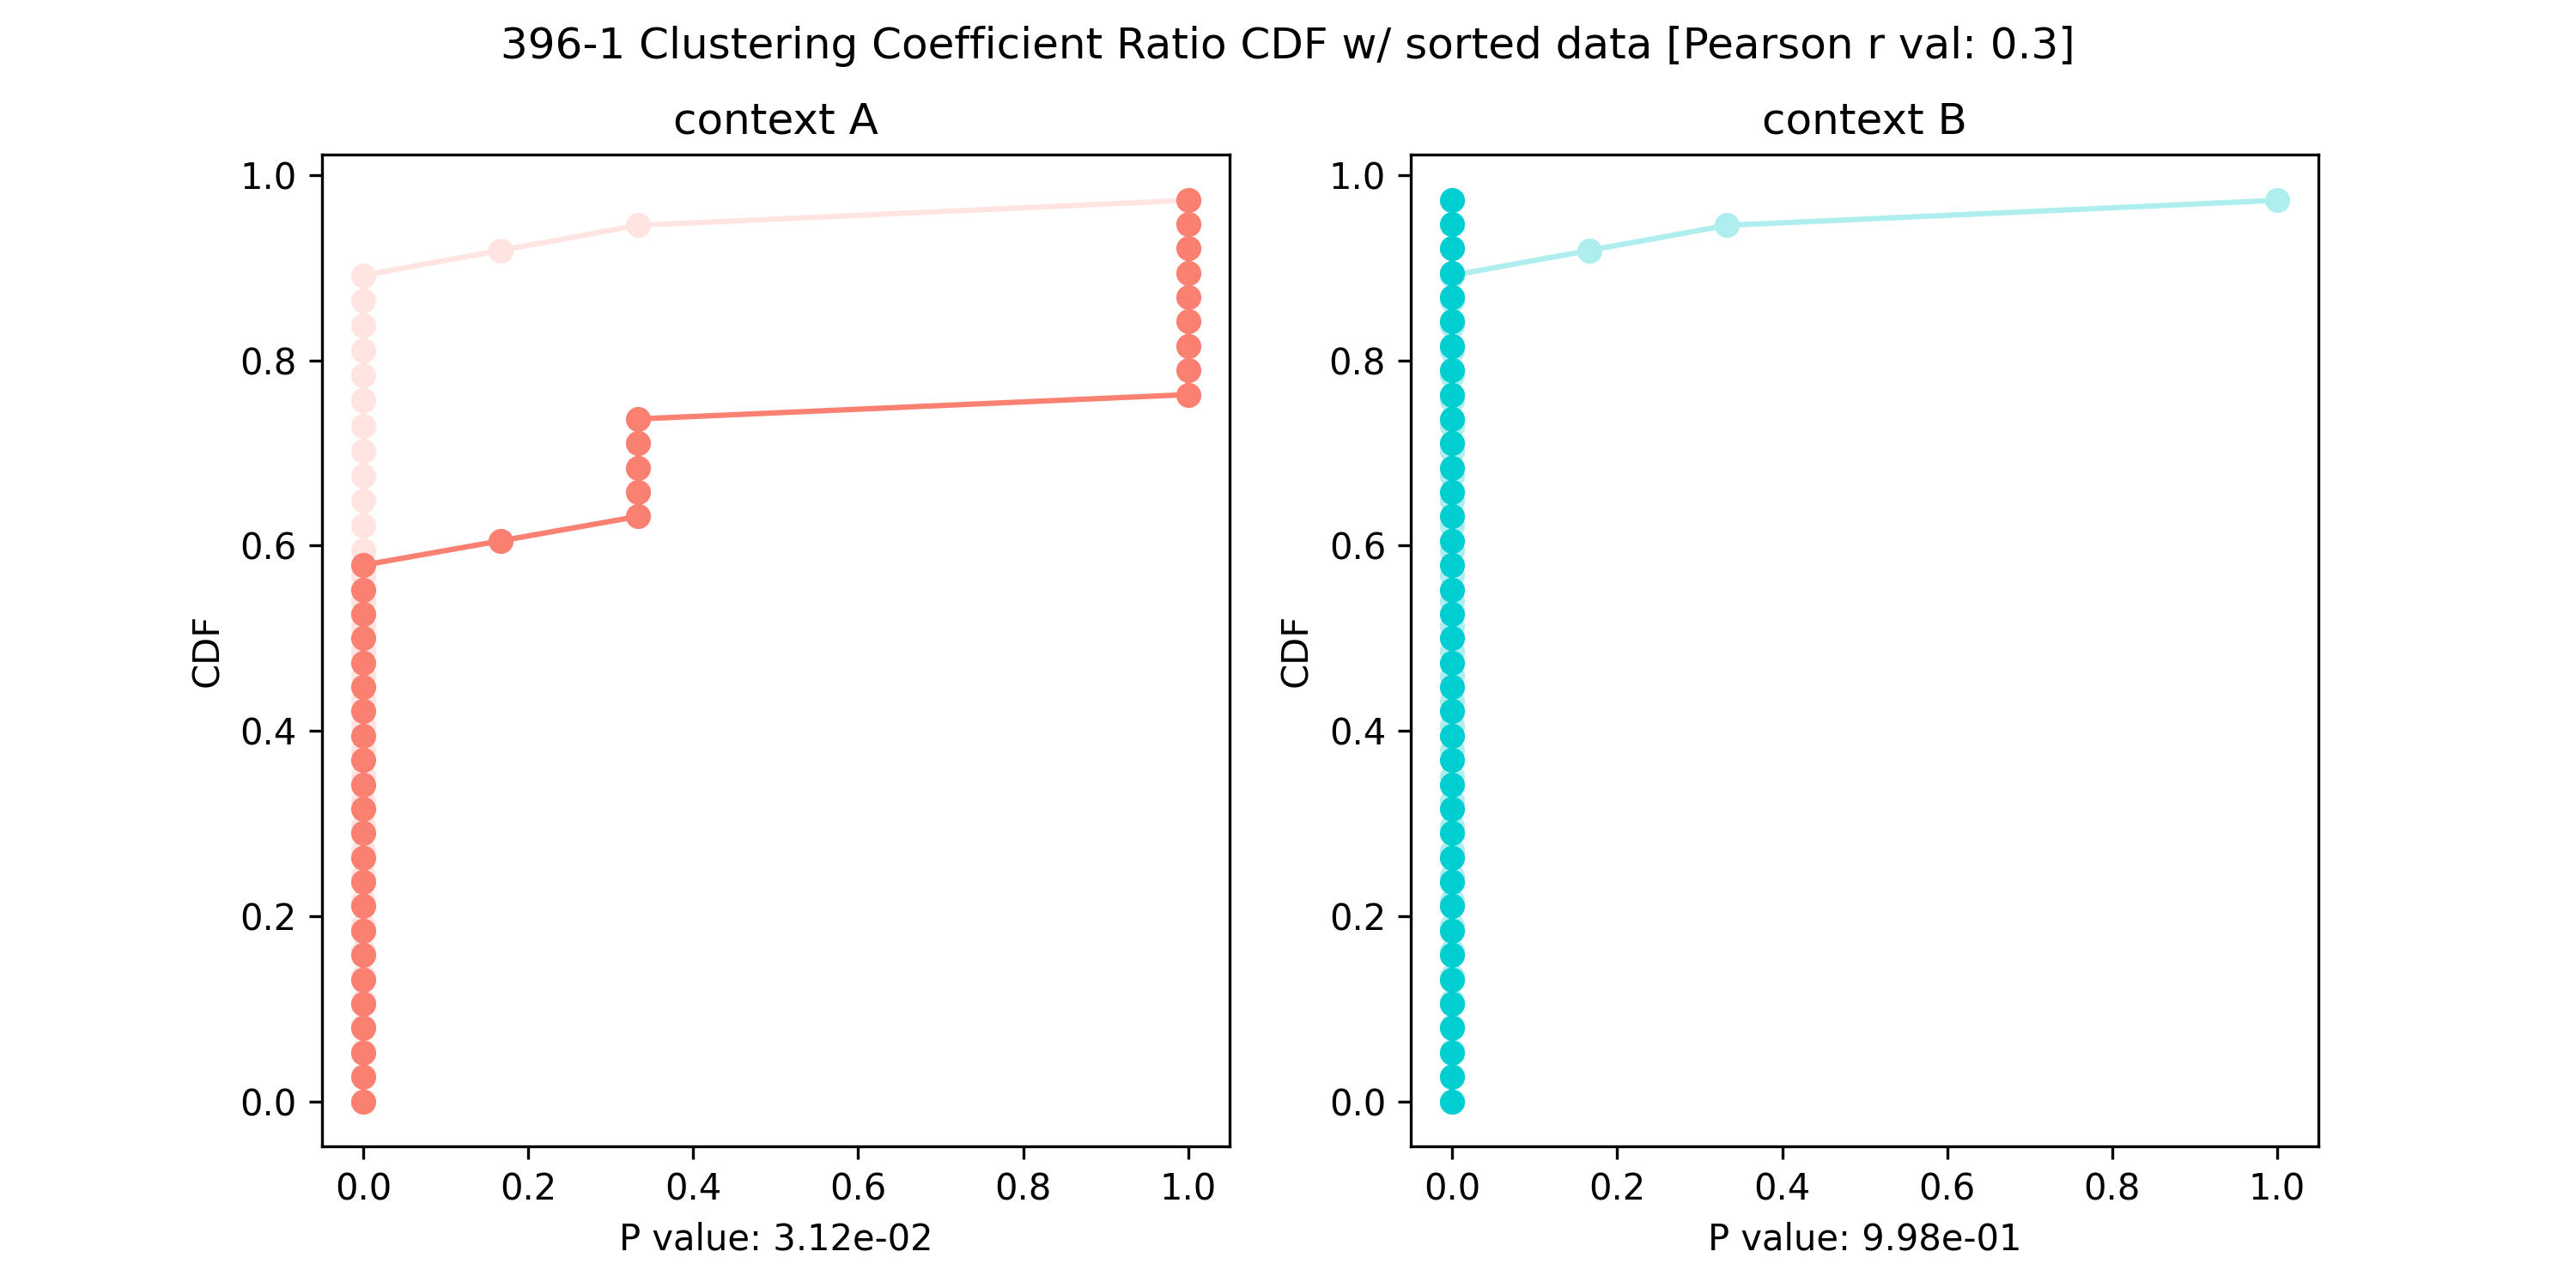 396-1 Clustering Coefficient Ratio CDF w/ sorted data [Pearson r val: 0.3]
context A
1.0
0.8
0.6
0.4
0.2
0.0
CDF
0.0 0.2 0.4 0.6 0.8 1.0
P value: 3.12e-02
context B
1.0
0.8
0.6
0.4
0.2
0.0
CDF
0.0 0.2 0.4 0.6 0.8 1.0
P value: 9.98e-01